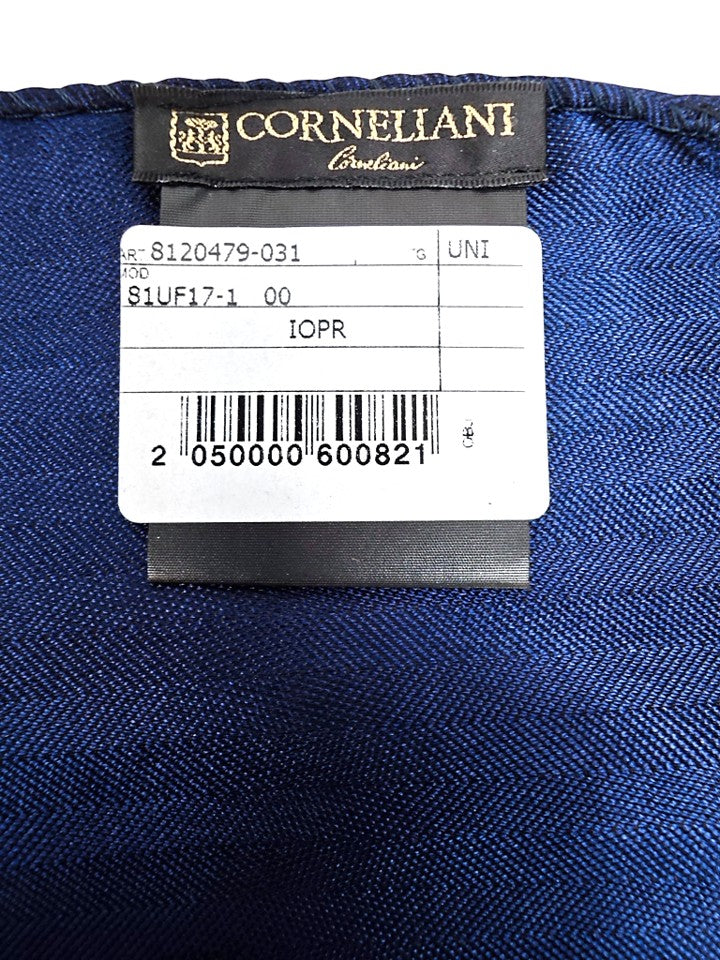 CORNELIANI
Corneliani
ART 8120479-031 TG UNI
MOD
81UF17-1 00
IOPR
2 050000 600821